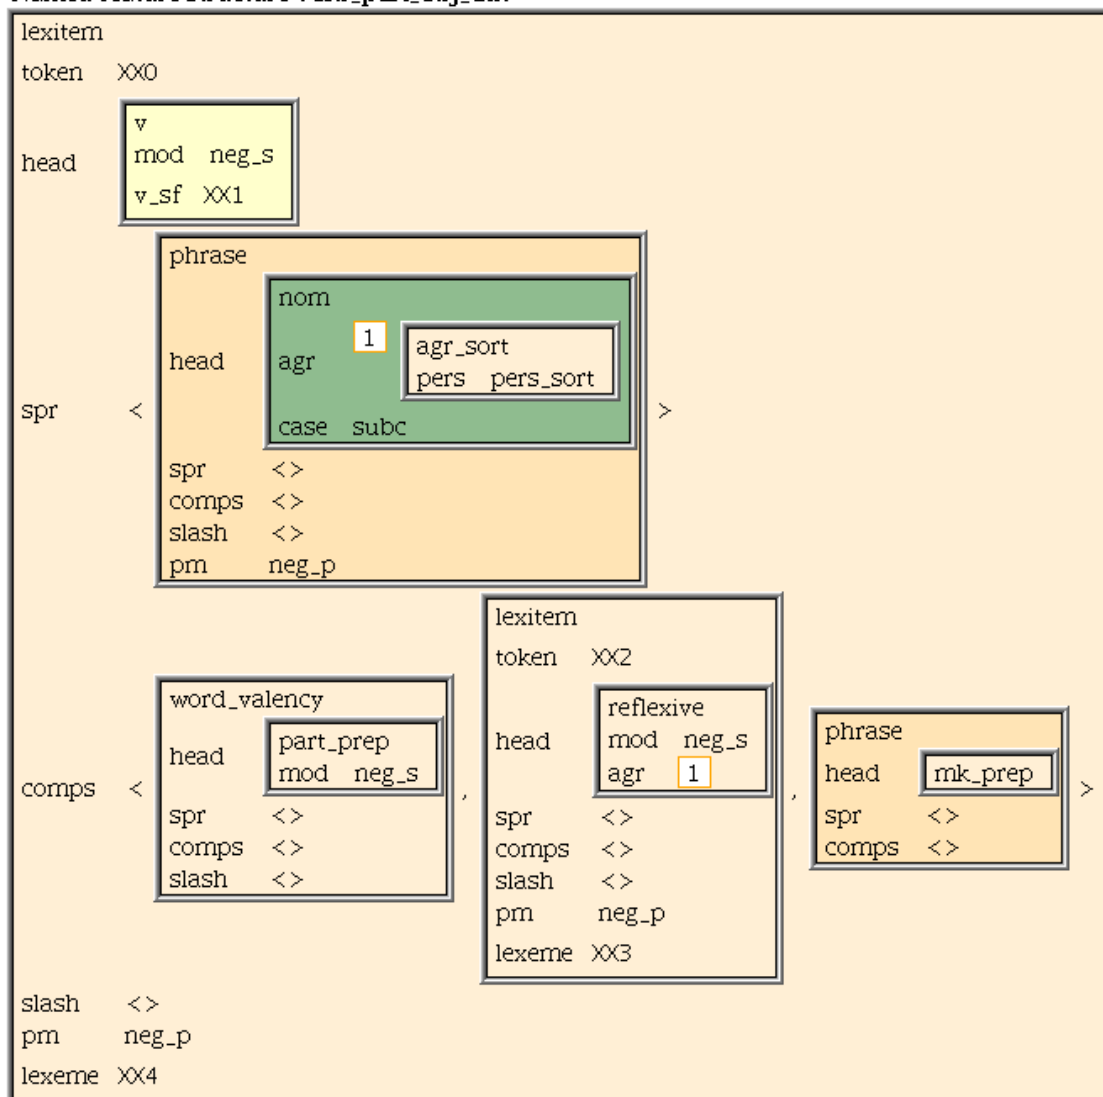 lexitem
token XX0
head
v
mod neg_s
v_sf XX1
spr <
phrase
head
nom
agr 1
agr_sort
pers pers_sort
case subc
spr <>
comps <>
slash <>
pm neg_p
>
comps <
word_valency
head
part_prep
mod neg_s
spr <>
comps <>
slash <>
,
lexitem
token XX2
head
reflexive
mod neg_s
agr 1
spr <>
comps <>
slash <>
pm neg_p
lexeme XX3
,
phrase
head
mk_prep
spr <>
comps <>
>
slash <>
pm neg_p
lexeme XX4